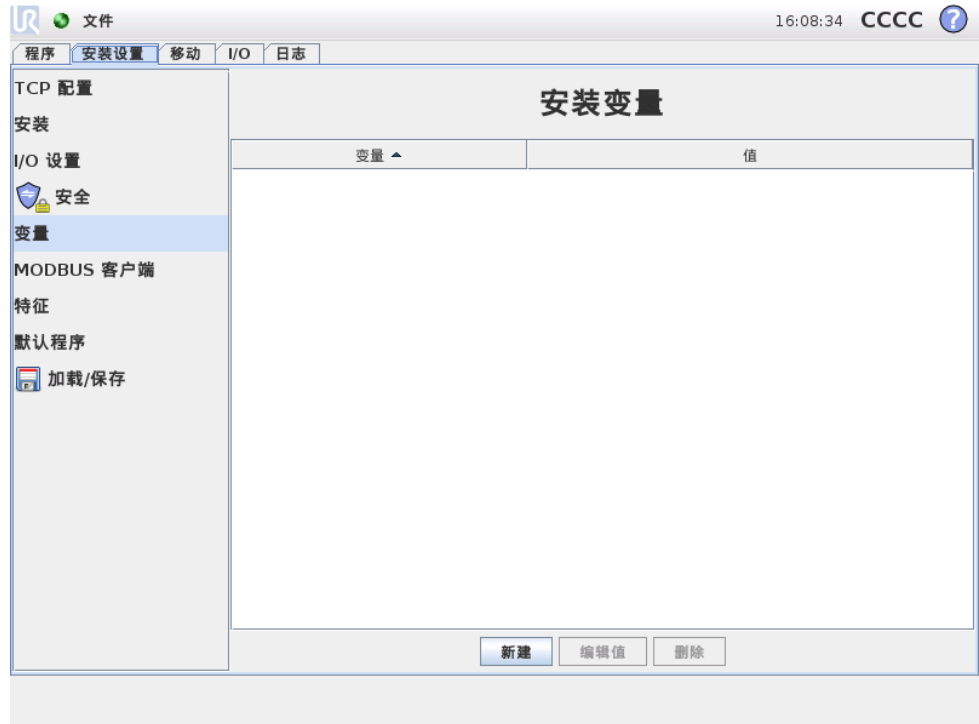 UR 文件 16:08:34 CCCC ?
程序 安装设置 移动 I/O 日志
TCP 配置
安装
I/O 设置
安全
变量
MODBUS 客户端
特征
默认程序
加载/保存
安装变量
变量 值
新建 编辑值 删除